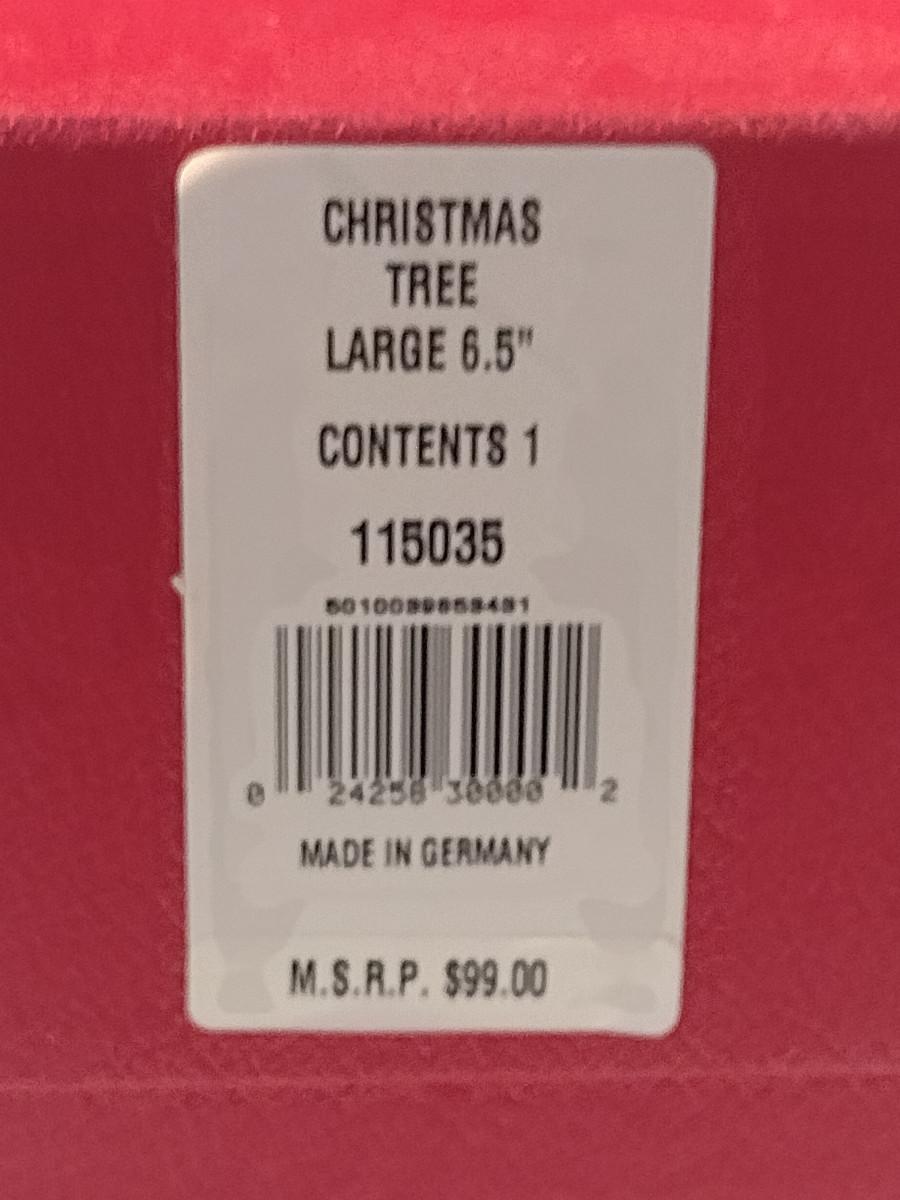 CHRISTMAS
TREE
LARGE 6.5"
CONTENTS 1
115035
0 24258 30000 2
MADE IN GERMANY
M.S.R.P. $99.00